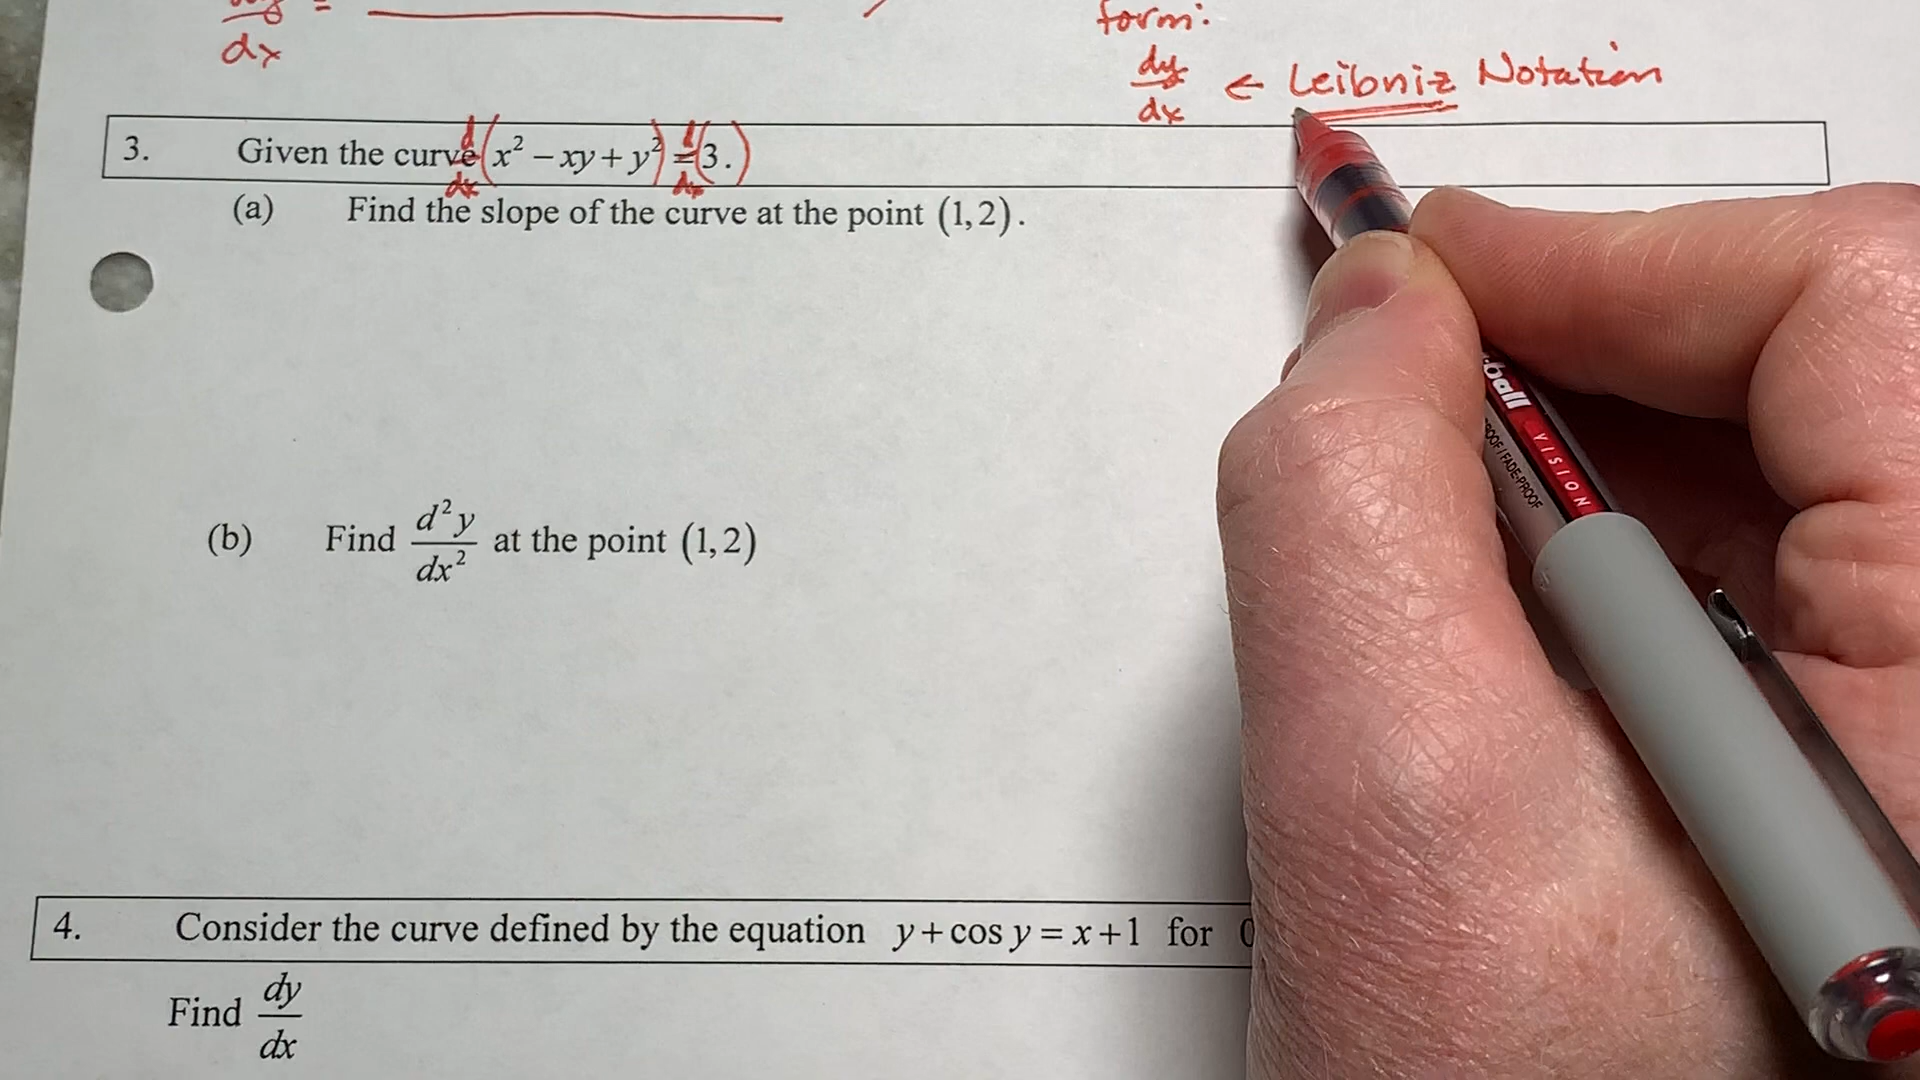 dx
form:
dy
dx ← Leibniz Notation
3. Given the curve d/dx (x² − xy + y²) = d/dx (3.)
(a) Find the slope of the curve at the point (1,2).
(b) Find d²y/dx² at the point (1,2)
4. Consider the curve defined by the equation y + cos y = x + 1 for
Find dy/dx
ball VISION
PROOF / FADE-PROOF